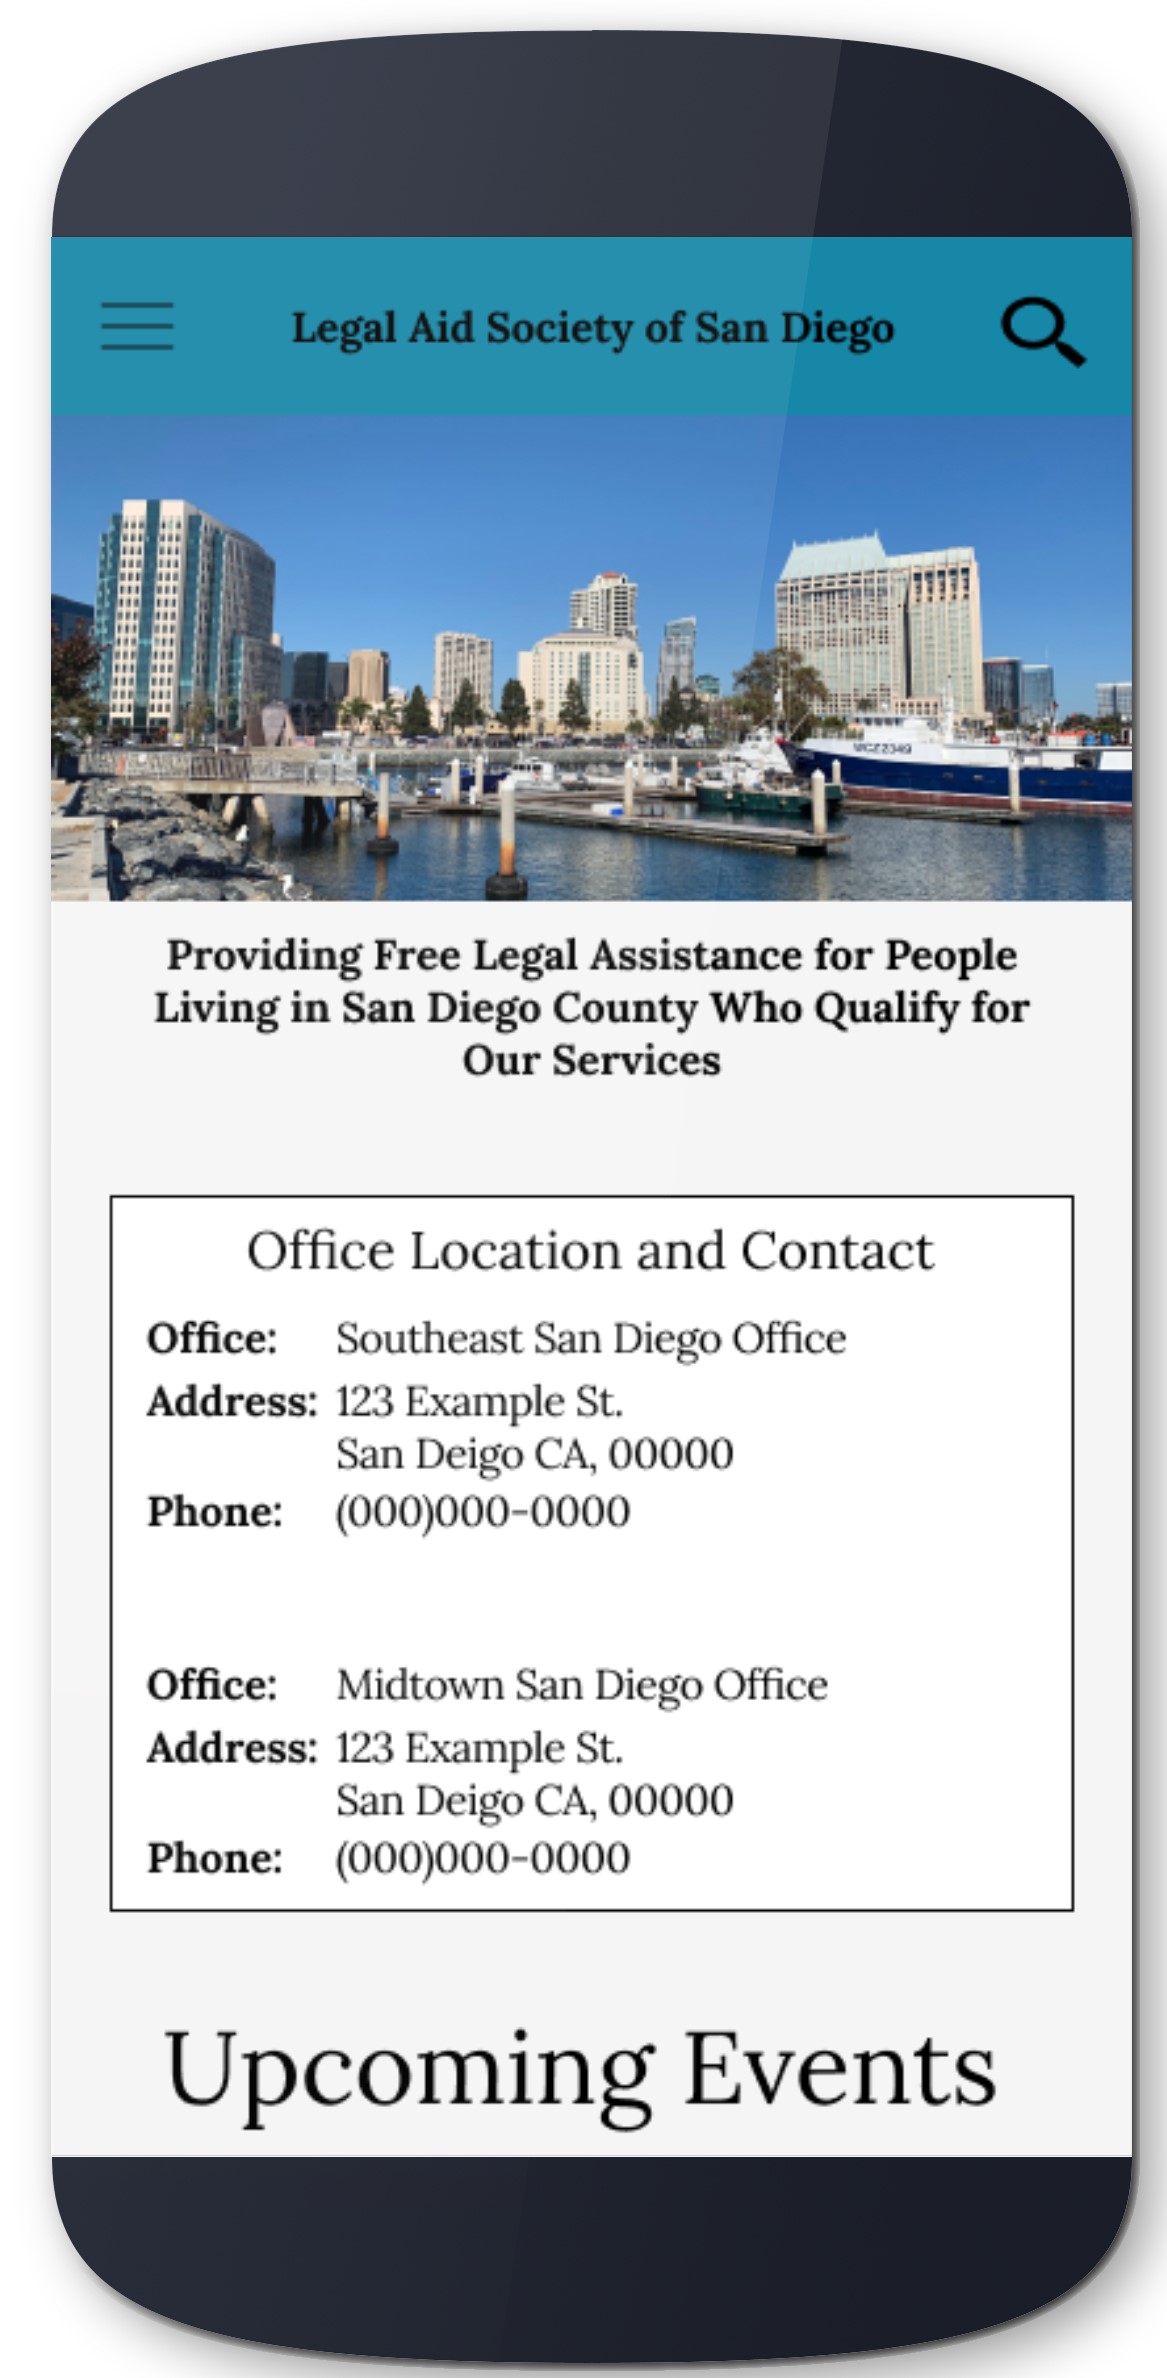 Legal Aid Society of San Diego
Providing Free Legal Assistance for People
Living in San Diego County Who Qualify for
Our Services
Office Location and Contact
Office: Southeast San Diego Office
Address: 123 Example St.
San Deigo CA, 00000
Phone: (000)000-0000
Office: Midtown San Diego Office
Address: 123 Example St.
San Deigo CA, 00000
Phone: (000)000-0000
Upcoming Events